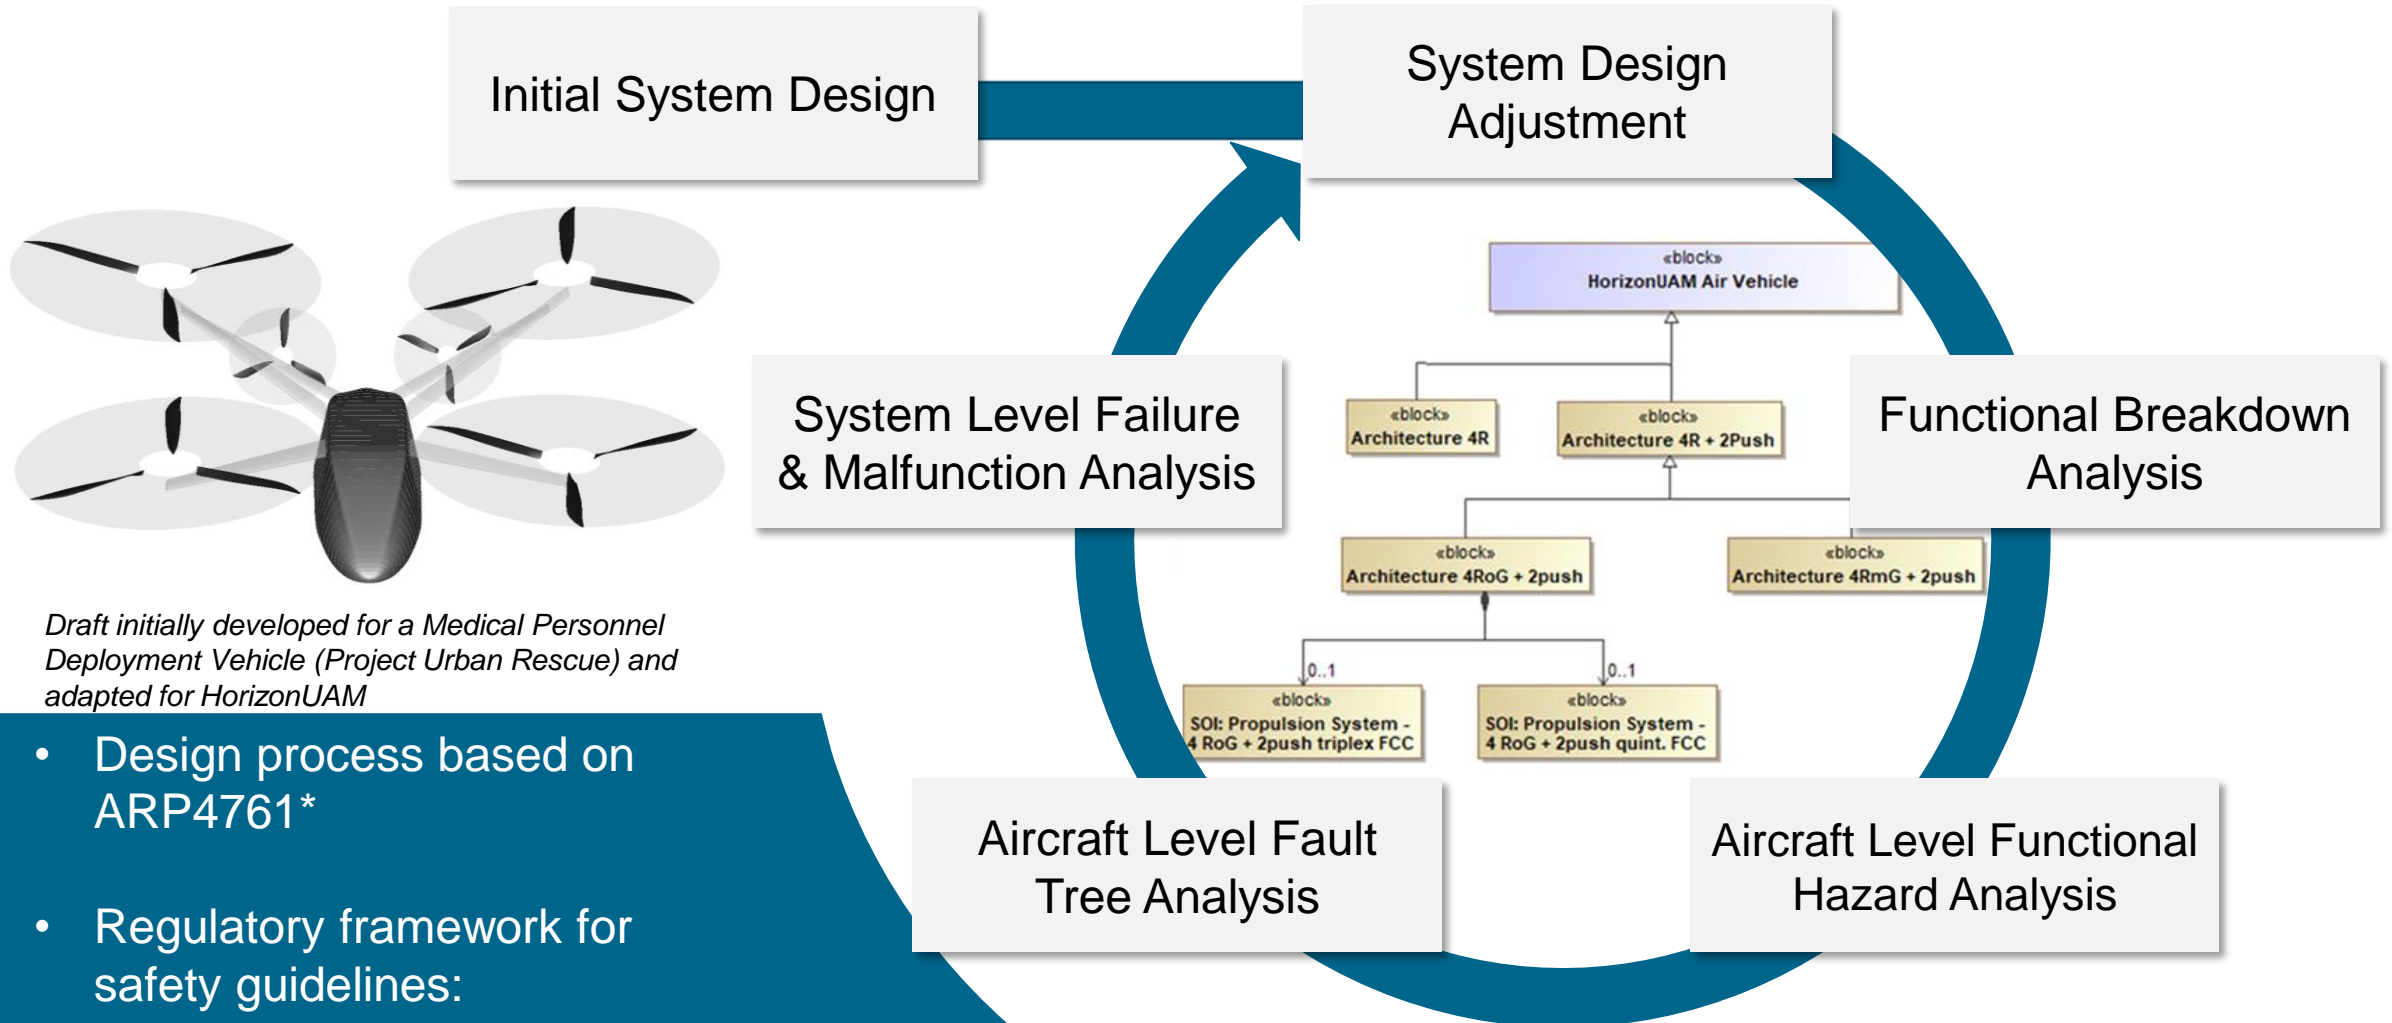 Initial System Design
System Design
Adjustment
«block»
HorizonUAM Air Vehicle
System Level Failure
& Malfunction Analysis
«block»
Architecture 4R
«block»
Architecture 4R + 2Push
Functional Breakdown
Analysis
«block»
Architecture 4RoG + 2push
«block»
Architecture 4RmG + 2push
0..1
0..1
«block»
SOI: Propulsion System -
4 RoG + 2push triplex FCC
«block»
SOI: Propulsion System -
4 RoG + 2push quint. FCC
Draft initially developed for a Medical Personnel
Deployment Vehicle (Project Urban Rescue) and
adapted for HorizonUAM
• Design process based on
ARP4761*
• Regulatory framework for
safety guidelines:
Aircraft Level Fault
Tree Analysis
Aircraft Level Functional
Hazard Analysis